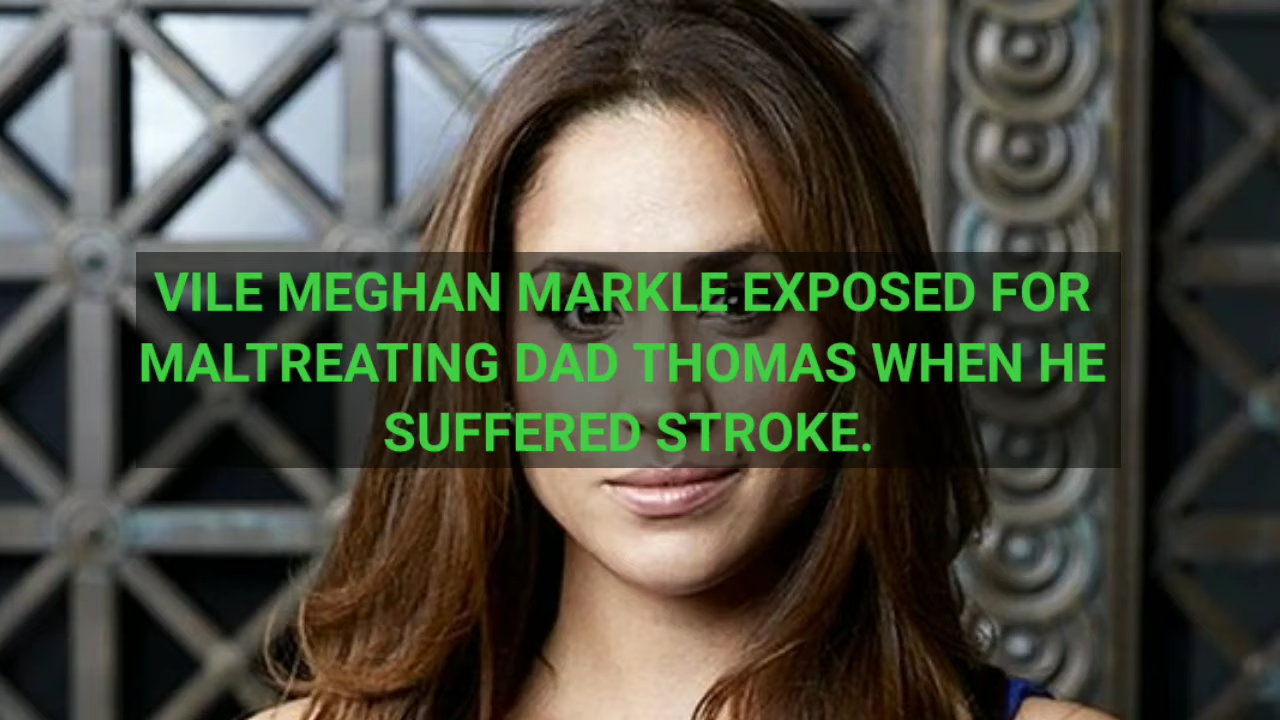 VILE MEGHAN MARKLE EXPOSED FOR
MALTREATING DAD THOMAS WHEN HE
SUFFERED STROKE.